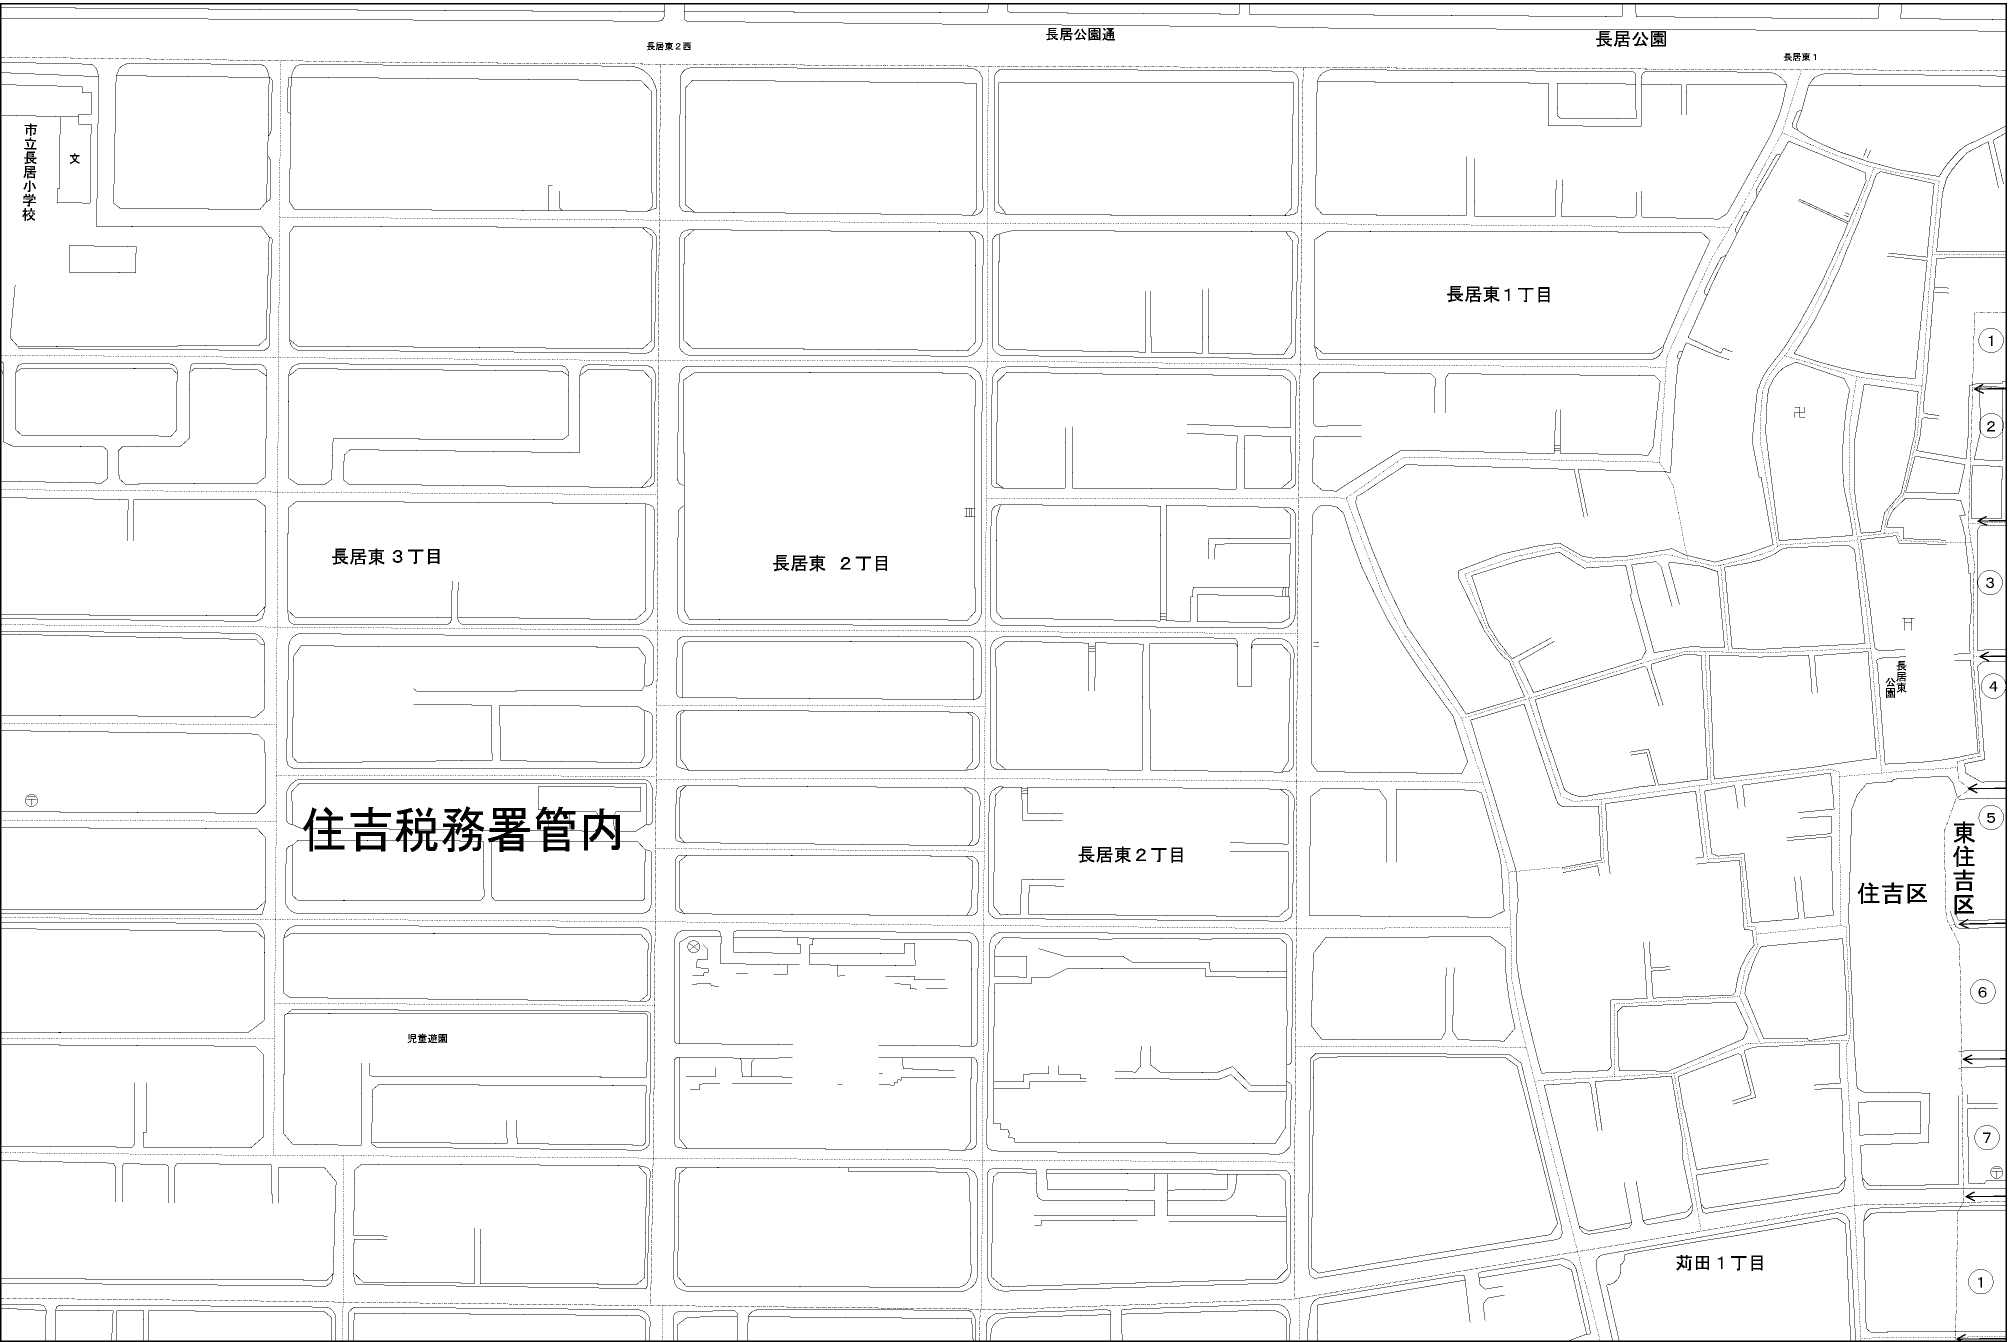 長居公園通
長居公園
長居東２西
長居東１
市立長居小学校
文
長居東１丁目
①
②
長居東３丁目
長居東 ２丁目
③
長居東
公園
④
住吉税務署管内
長居東２丁目
⑤
東住吉区
住吉区
⑥
児童遊園
⑦
苅田１丁目
①